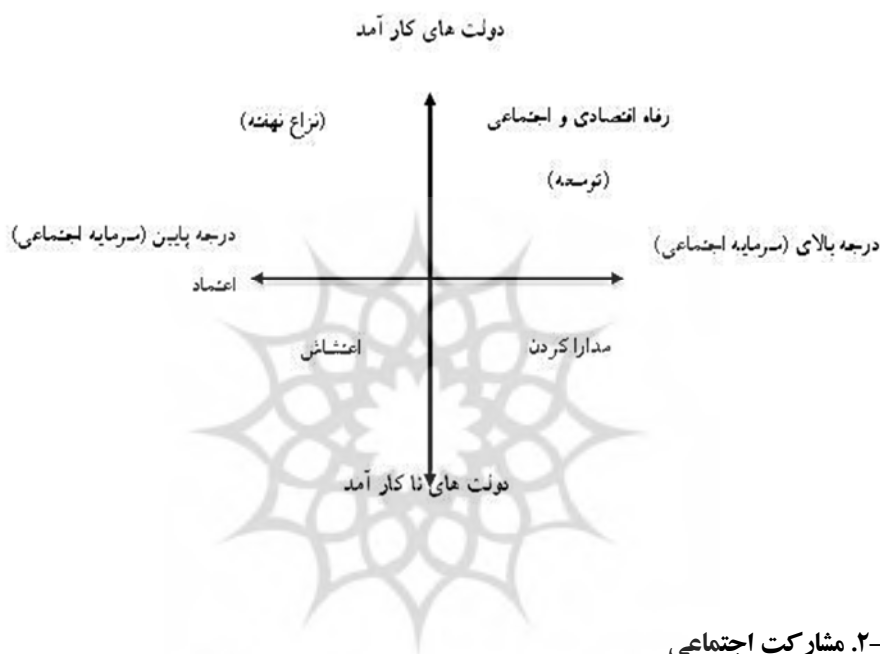 دولت های کار آمد
رفاه اقتصادی و اجتماعی
(نزاع نهفته)
(توسعه)
درجه بالای (سرمایه اجتماعی)
درجه پایین (سرمایه اجتماعی)
اعتماد
مدارا کردن
اغتشاش
دولت های نا کار آمد
-۲. مشارکت اجتماعی